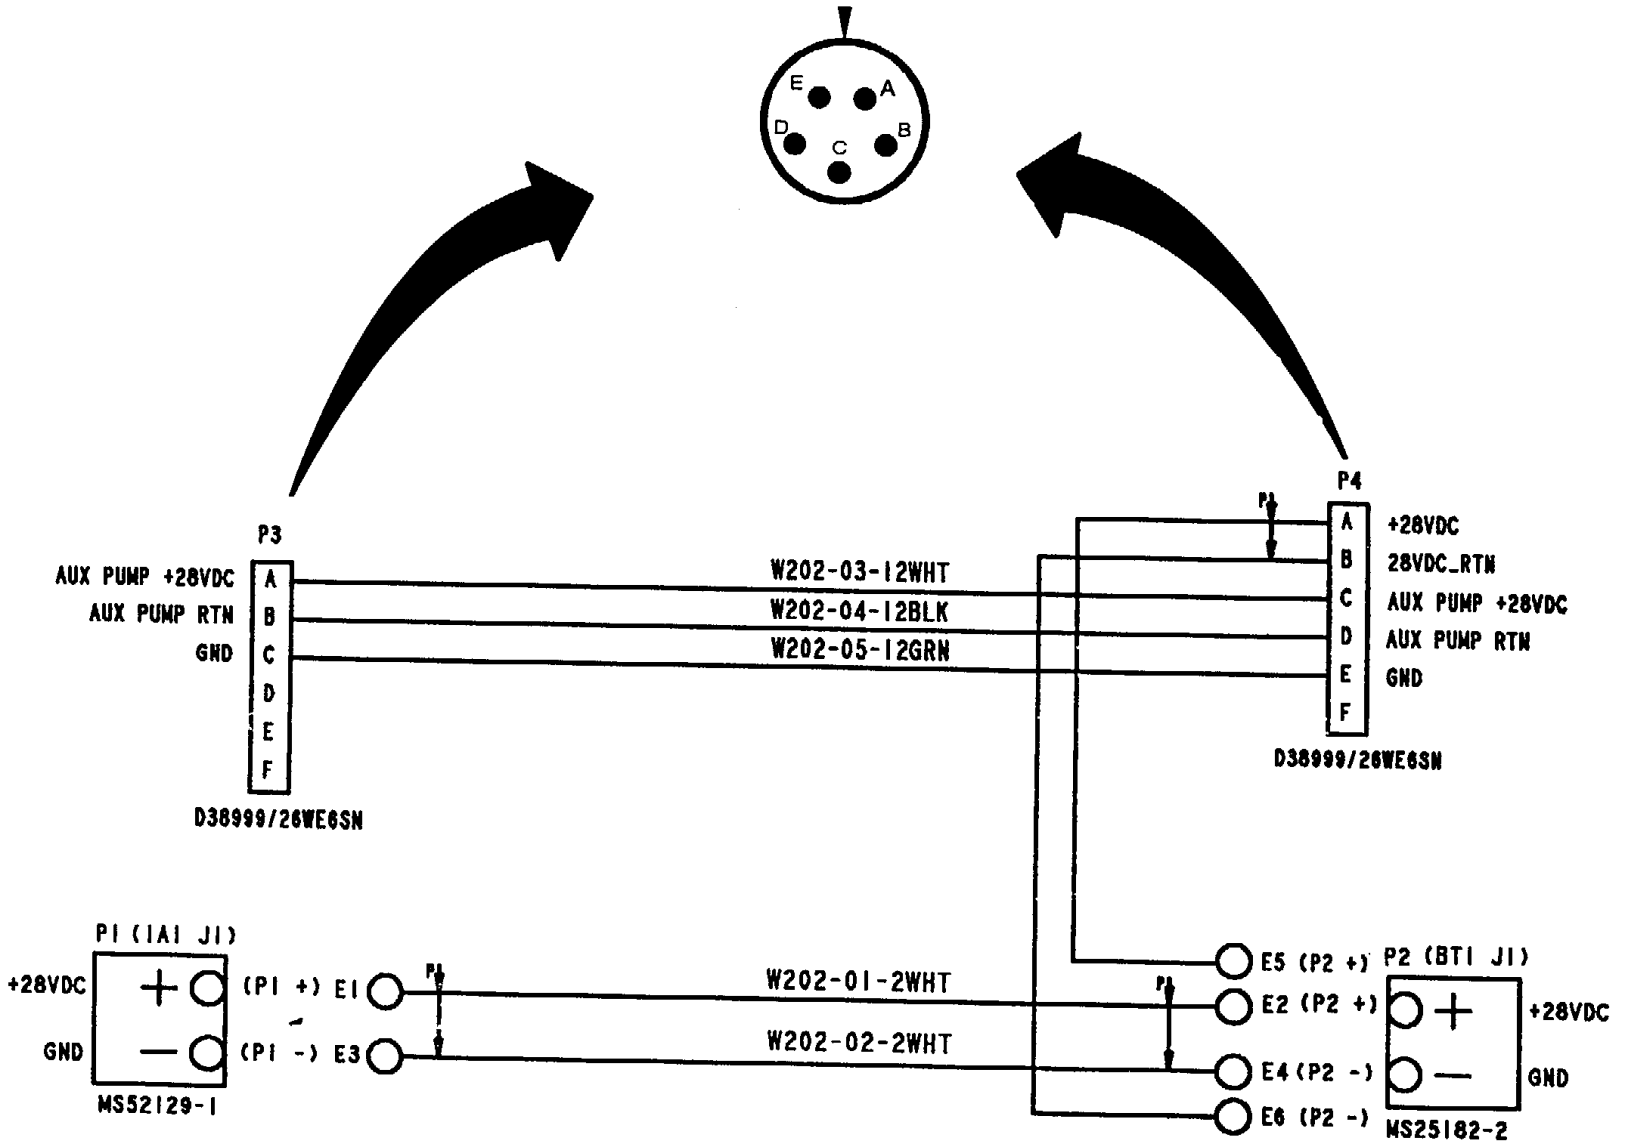 E
A
D
B
C
P4
P1
A +28VDC
P3
B 28VDC_RTN
AUX PUMP +28VDC A
W202-03-12WHT
C AUX PUMP +28VDC
AUX PUMP RTN B
W202-04-12BLK
D AUX PUMP RTN
GND C
W202-05-12GRN
E GND
D
F
E
D38999/26WE6SN
F
D38999/26WE6SN
P1 (1A1 J1)
E5 (P2 +)
P2 (BT1 J1)
+28VDC + (P1 +) E1
P1
W202-01-2WHT
P1
E2 (P2 +) + +28VDC
GND - (P1 -) E3
W202-02-2WHT
E4 (P2 -) - GND
MS52129-1
E6 (P2 -)
MS25182-2